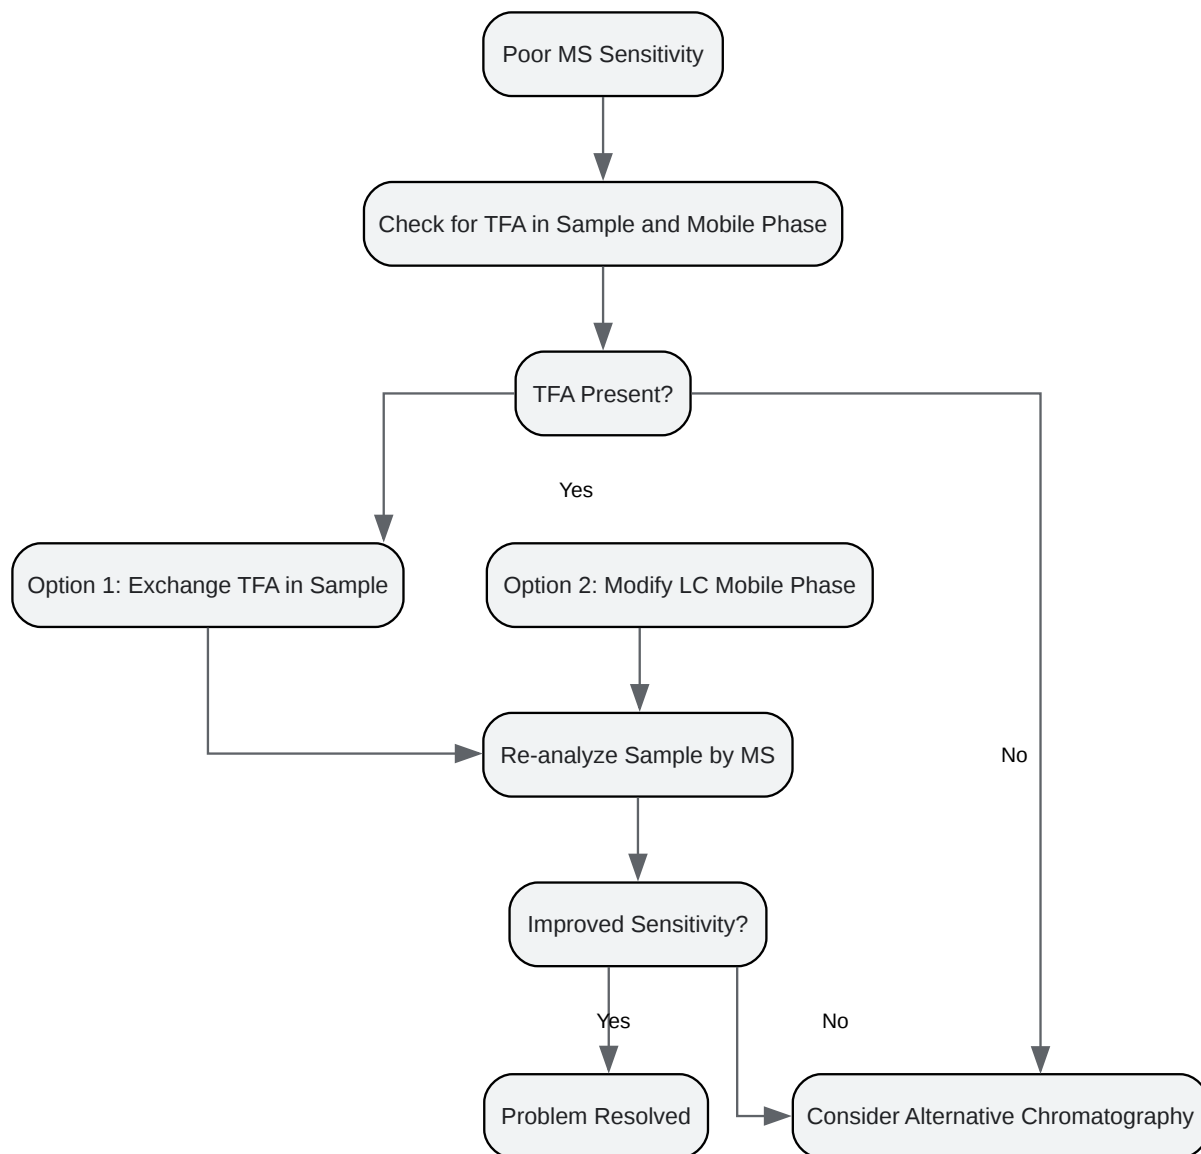 Poor MS Sensitivity
Check for TFA in Sample and Mobile Phase
TFA Present?
Yes
Option 1: Exchange TFA in Sample
Option 2: Modify LC Mobile Phase
Re-analyze Sample by MS
No
Improved Sensitivity?
Yes
No
Problem Resolved
Consider Alternative Chromatography